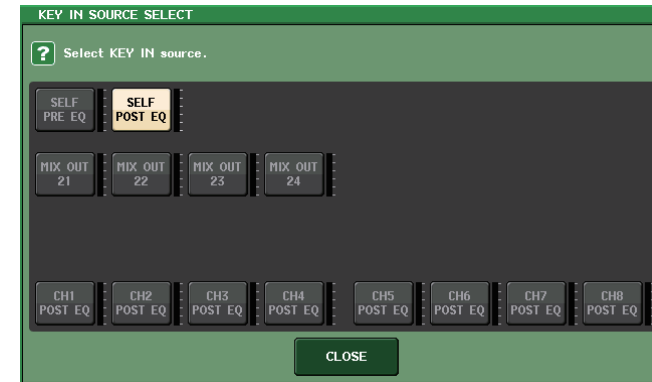 KEY IN SOURCE SELECT
? Select KEY IN source.
SELF PRE EQ
SELF POST EQ
MIX OUT 21
MIX OUT 22
MIX OUT 23
MIX OUT 24
CH1 POST EQ
CH2 POST EQ
CH3 POST EQ
CH4 POST EQ
CH5 POST EQ
CH6 POST EQ
CH7 POST EQ
CH8 POST EQ
CLOSE